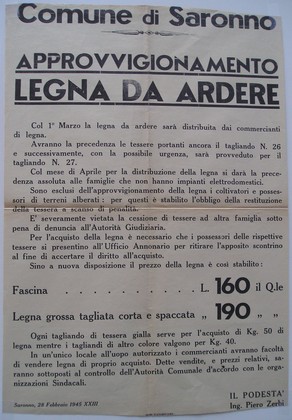 Comune di Saronno
APPROVVIGIONAMENTO
LEGNA DA ARDERE
Col 1° Marzo la legna da ardere sarà distribuita dai commercianti
di legna.
Avranno la precedenza le tessere portanti ancora il tagliando N. 26
e successivamente, con la possibile urgenza, sarà provveduto per il
tagliando N. 27.
Col mese di Aprile per la distribuzione della legna si darà la prece-
denza assoluta alle famiglie che non hanno impianti elettrodomestici.
Sono esclusi dell'approvvigionamento della legna i coltivatori e posses-
sori di terreni alberati: per questi è stabilito l'obbligo della restituzione
della tessera a scanso di penalità.
E' severamente vietata la cessione di tessere ad altra famiglia sotto
pena di denuncia all'Autorità Giudiziaria.
Per l'acquisto della legna è necesario che i possessori delle rispettive
tessere si presentino all'Ufficio Annonario per ritirare l'apposito scontrino
al fine di accertare il diritto all'acquisto.
Sino a nuova disposizione il prezzo della legna è così stabilito:
Fascina . . . . L. 160 il Q.le
Legna grossa tagliata corta e spaccata „ 190 „ „
Ogni tagliando di tessera gialla serve per l'acquisto di Kg. 50 di
legna mentre i tagliandi di altro colore valgono per Kg. 40.
In un'unico locale all'uopo autorizzato i commercianti avranno facoltà
di vendere legna di proprio acquisto. Dette vendite, e prezzi relativi, sa-
ranno sottoposti al controllo dell'Autorità Comunale d'accordo con le or-
ganizzazioni Sindacali.
Saronno, 28 Febbraio 1945 XXIII
IL PODESTA'
Ing. Piero Zerbi